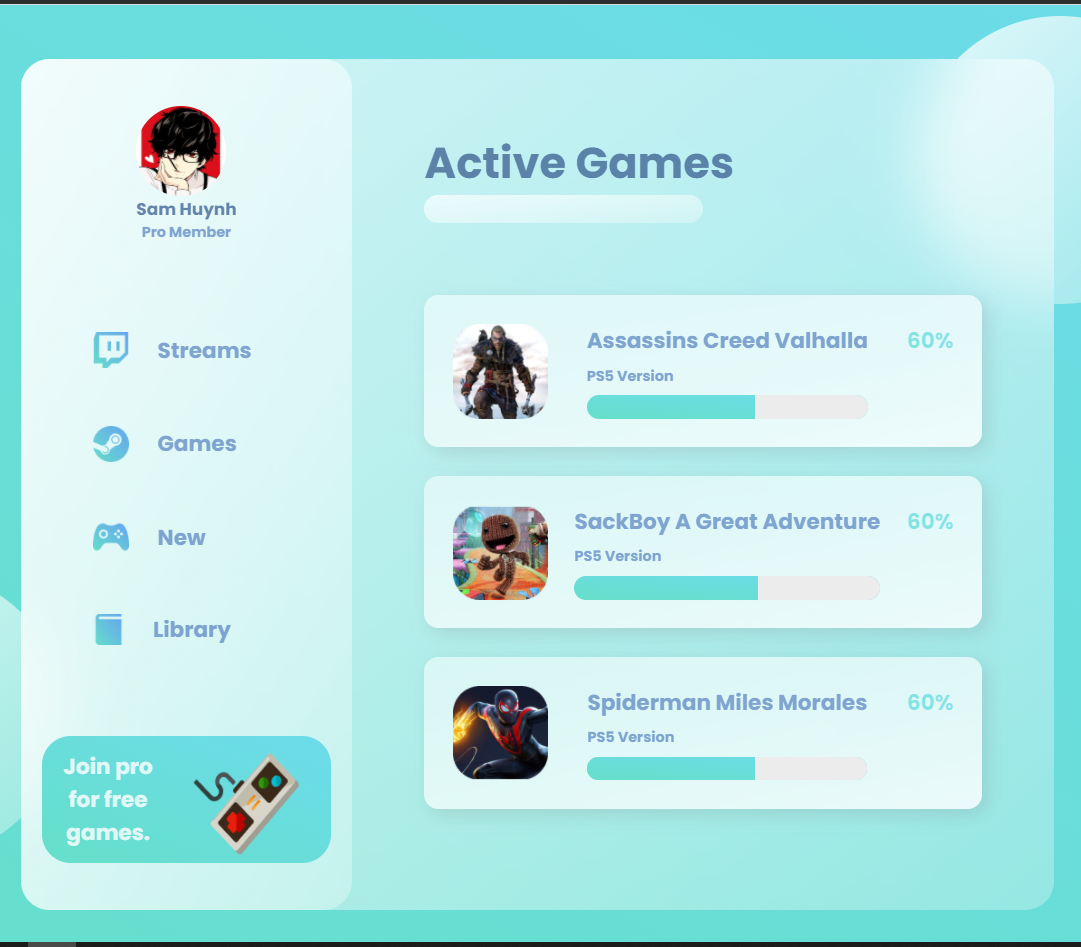 Sam Huynh
Pro Member
Streams
Games
New
Library
Join pro
for free
games.
Active Games
Assassins Creed Valhalla
60%
PS5 Version
SackBoy A Great Adventure
60%
PS5 Version
Spiderman Miles Morales
60%
PS5 Version